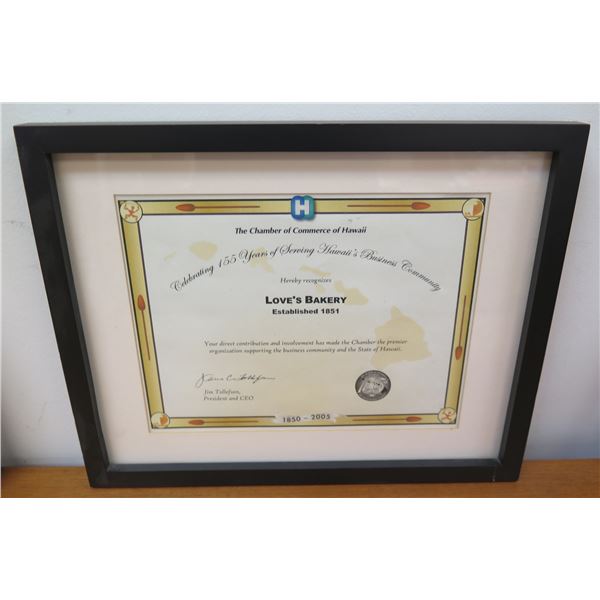 H
The Chamber of Commerce of Hawaii
Celebrating 155 Years of Serving Hawaii's Business Community
Hereby recognizes
LOVE'S BAKERY
Established 1851
Your direct contribution and involvement has made the Chamber the premier
organization supporting the business community and the State of Hawaii.
Jim Tollefson,
President and CEO
1850 - 2005